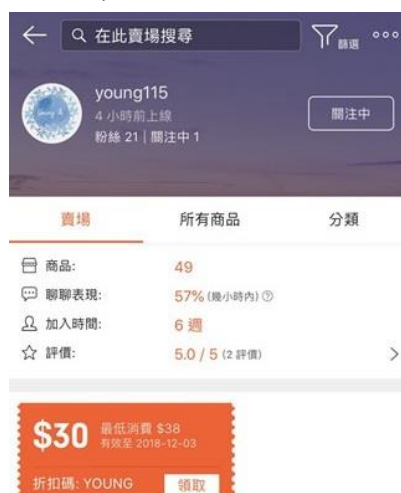 在此賣場搜尋
篩選
young115
4 小時前上線
粉絲 21 | 關注中 1
關注中
賣場 所有商品 分類
商品: 49
聊聊表現: 57% (幾小時內)
加入時間: 6 週
評價: 5.0 / 5 (2 評價)
$30 最低消費 $38
有效至 2018-12-03
折扣碼: YOUNG 領取